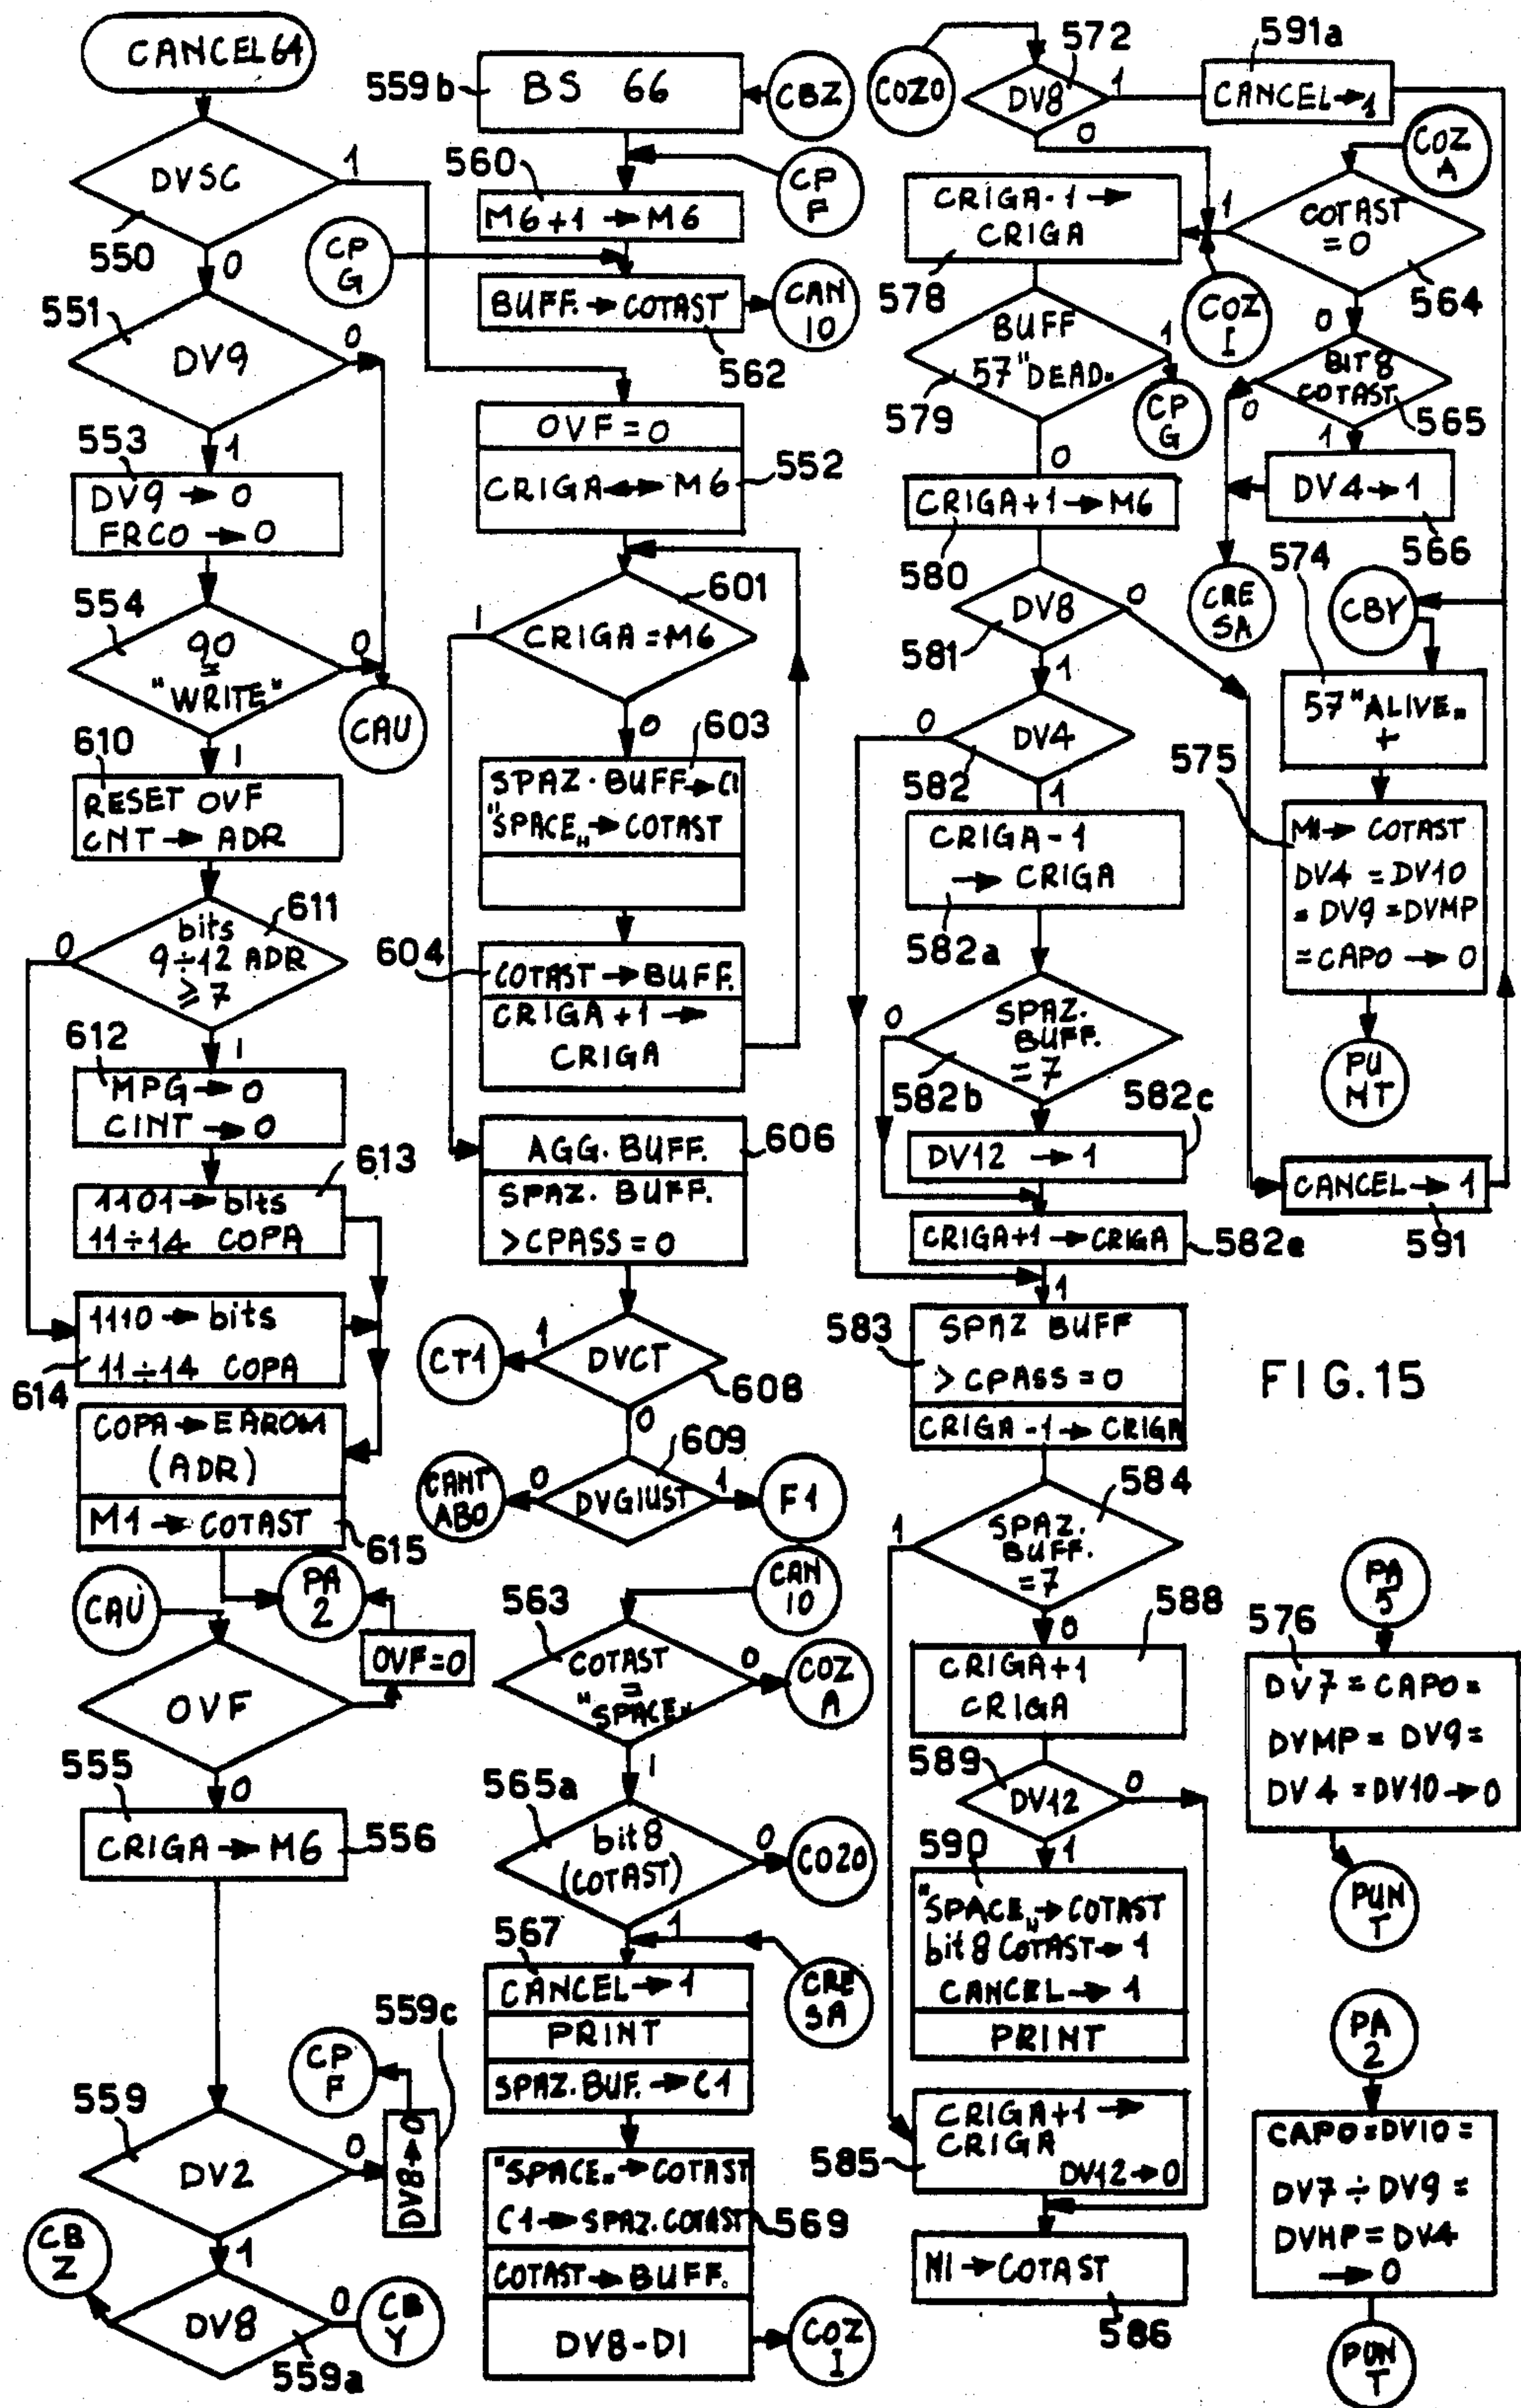 CANCEL 64
DVSC
1
550
0
551
DV9
0
1
553
DV9 → 0
FRCO → 0
554
90
=
"WRITE"
0
CAU
1
610
RESET OVF
CNT → ADR
611
bits
9÷12 ADR
≥ 7
0
1
612
MPG → 0
CINT → 0
613
1101 → bits
11÷14 COPA
1110 → bits
11÷14 COPA
614
COPA → EAROM
(ADR)
M1 → COTAST
615
CAÙ
PA
2
OVF=0
OVF
555
0
CRIGA → M6
556
559c
CP
F
DV8→0
559
DV2
0
1
CB
Z
DV8
0
CB
Y
559a
559b
BS 66
CBZ
560
CP
F
M6+1 → M6
CP
G
BUFF. → COTAST
CAN
10
562
OVF = 0
CRIGA ↔ M6
552
601
1
CRIGA = M6
0
603
SPAZ. BUFF → C1
"SPACE" → COTAST
604
COTAST → BUFF.
CRIGA + 1 →
CRIGA
AGG. BUFF.
606
SPAZ. BUFF.
>CPASS = 0
CT1
1
DVCT
608
0
609
CANT
ABO
0
DVGIUST
1
F1
CAN
10
563
COTAST
=
"SPACE"
0
COZ
A
1
565a
bit 8
(COTAST)
0
CO20
1
567
CANCEL → 1
PRINT
SPAZ. BUF. → C1
CRE
SA
"SPACE" → COTAST
C1 → SPAZ. COTAST
569
COTAST → BUFF.
DV8-D1
COZ
I
COZO
572
DV8
1
0
591a
CANCEL → 1
COZ
A
CRIGA-1 →
CRIGA
578
1
COTAST
= 0
564
COZ
I
0
BUFF
57 "DEAD"
579
1
CP
G
0
BIT 8
COTAST.
565
0
1
DV4 → 1
566
CRIGA+1 → M6
580
CRE
SA
574
CBY
DV8
0
581
1
57 "ALIVE"
+
0
DV4
582
1
575
CRIGA - 1
→ CRIGA
582a
M1 → COTAST
DV4 = DV10
= DV9 = DVMP
= CAPO → 0
PU
NT
0
SPAZ.
BUFF.
= 7
582b
582c
DV12 → 1
CANCEL → 1
591
CRIGA+1 → CRIGA
582e
1
583
SPAZ BUFF
> CPASS = 0
CRIGA -1 → CRIGA
FIG.15
584
1
SPAZ.
BUFF.
= 7
0
588
CRIGA+1
CRIGA
589
DV12
0
1
590
"SPACE" → COTAST
bit 8 COTAST → 1
CANCEL → 1
PRINT
CRIGA+1 →
CRIGA
DV12 → 0
585
M1 → COTAST
586
PA
5
576
DV7 = CAPO =
DVMP = DV9 =
DV4 = DV10 → 0
PUN
T
PA
2
CAPO = DV10 =
DV7 ÷ DV9 =
DVMP = DV4
→ 0
PUN
T